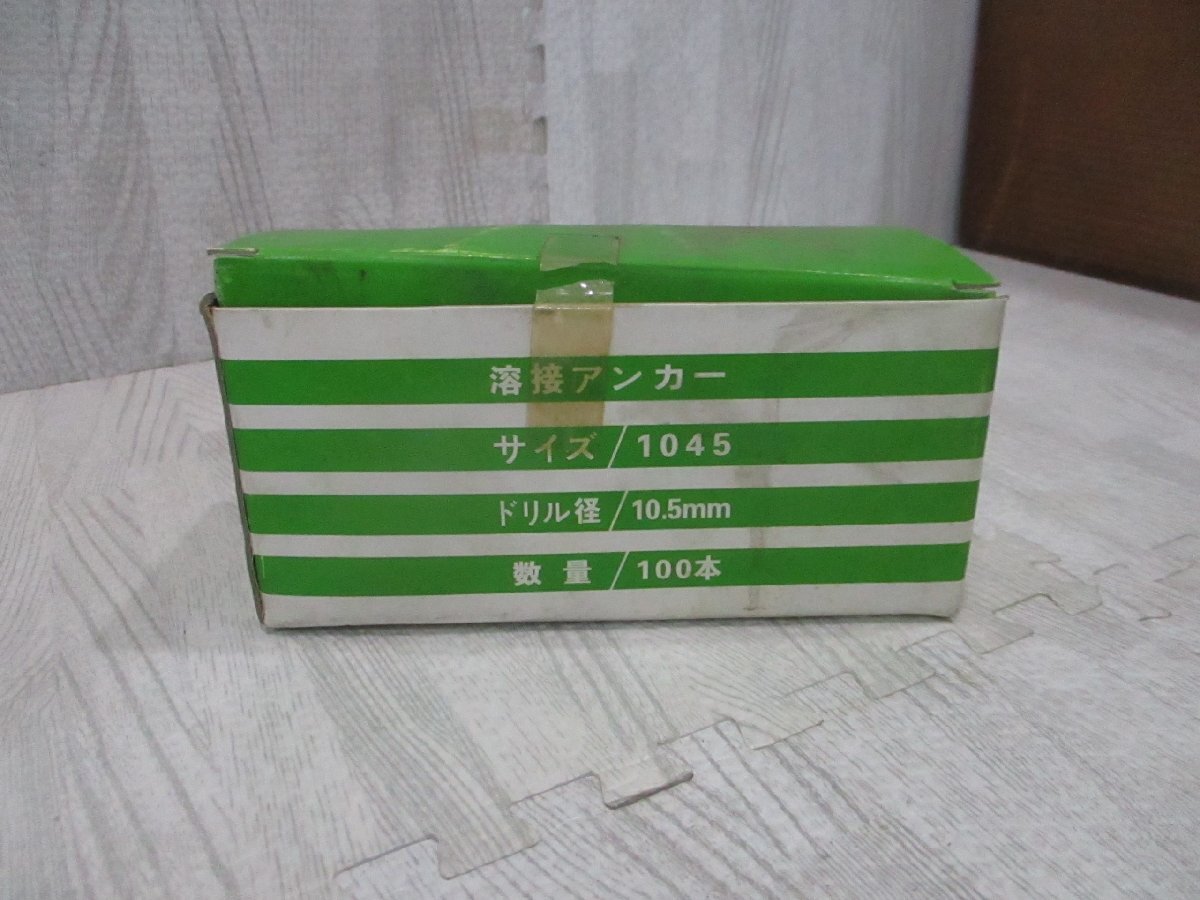 溶接アンカー
サイズ/1045
ドリル径/10.5mm
数量/100本